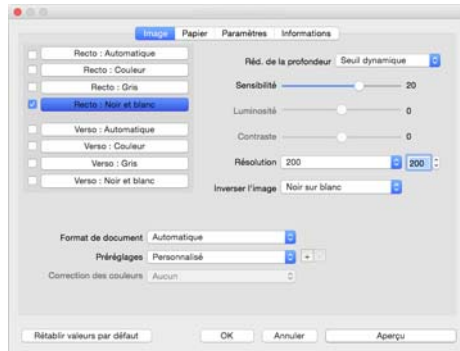 Image Papier Paramètres Informations
Recto : Automatique
Recto : Couleur
Recto : Gris
Recto : Noir et blanc
Verso : Automatique
Verso : Couleur
Verso : Gris
Verso : Noir et blanc
Réd. de la profondeur Seuil dynamique
Sensibilité 20
Luminosité 0
Contraste 0
Résolution 200 200
Inverser l'image Noir sur blanc
Format de document Automatique
Préréglages Personnalisé + -
Correction des couleurs Aucun
Rétablir valeurs par défaut OK Annuler Aperçu